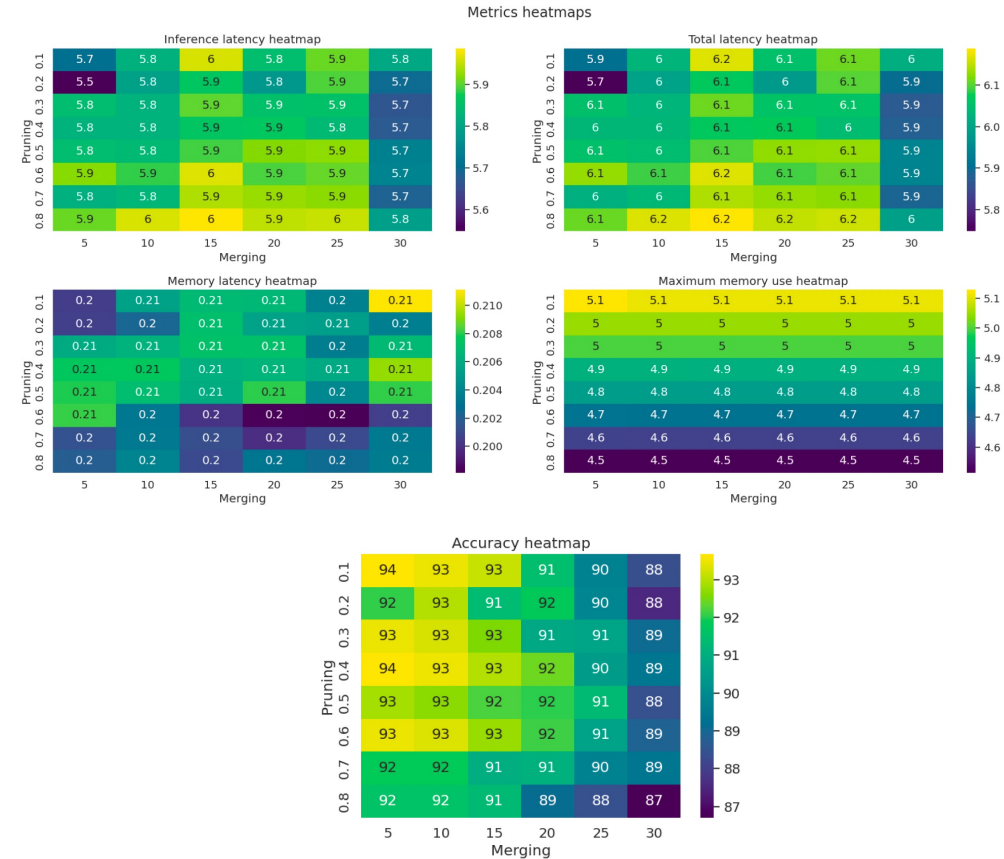 Metrics heatmaps
Inference latency heatmap
0.1 5.7 5.8 6 5.8 5.9 5.8
0.2 5.5 5.8 5.9 5.8 5.9 5.7
0.3 5.8 5.8 5.9 5.9 5.9 5.7
0.4 5.8 5.8 5.9 5.9 5.8 5.7
0.5 5.8 5.8 5.9 5.9 5.9 5.7
0.6 5.9 5.9 6 5.9 5.9 5.7
0.7 5.8 5.8 5.9 5.9 5.9 5.7
0.8 5.9 6 6 5.9 6 5.8
5 10 15 20 25 30
Pruning
Merging
5.9
5.8
5.7
5.6
Total latency heatmap
0.1 5.9 6 6.2 6.1 6.1 6
0.2 5.7 6 6.1 6 6.1 5.9
0.3 6.1 6 6.1 6.1 6.1 5.9
0.4 6 6 6.1 6.1 6 5.9
0.5 6.1 6 6.1 6.1 6.1 5.9
0.6 6.1 6.1 6.2 6.1 6.1 5.9
0.7 6 6 6.1 6.1 6.1 5.9
0.8 6.1 6.2 6.2 6.2 6.2 6
5 10 15 20 25 30
Pruning
Merging
6.1
6.0
5.9
5.8
Memory latency heatmap
0.1 0.2 0.21 0.21 0.21 0.2 0.21
0.2 0.2 0.2 0.21 0.21 0.21 0.2
0.3 0.21 0.21 0.21 0.21 0.2 0.21
0.4 0.21 0.21 0.21 0.21 0.21 0.21
0.5 0.21 0.21 0.21 0.21 0.2 0.21
0.6 0.21 0.2 0.2 0.2 0.2 0.2
0.7 0.2 0.2 0.2 0.2 0.2 0.2
0.8 0.2 0.2 0.2 0.2 0.2 0.2
5 10 15 20 25 30
Pruning
Merging
0.210
0.208
0.206
0.204
0.202
0.200
Maximum memory use heatmap
0.1 5.1 5.1 5.1 5.1 5.1 5.1
0.2 5 5 5 5 5 5
0.3 5 5 5 5 5 5
0.4 4.9 4.9 4.9 4.9 4.9 4.9
0.5 4.8 4.8 4.8 4.8 4.8 4.8
0.6 4.7 4.7 4.7 4.7 4.7 4.7
0.7 4.6 4.6 4.6 4.6 4.6 4.6
0.8 4.5 4.5 4.5 4.5 4.5 4.5
5 10 15 20 25 30
Pruning
Merging
5.1
5.0
4.9
4.8
4.7
4.6
Accuracy heatmap
0.1 94 93 93 91 90 88
0.2 92 93 91 92 90 88
0.3 93 93 93 91 91 89
0.4 94 93 93 92 90 89
0.5 93 93 92 92 91 88
0.6 93 93 93 92 91 89
0.7 92 92 91 91 90 89
0.8 92 92 91 89 88 87
5 10 15 20 25 30
Pruning
Merging
93
92
91
90
89
88
87